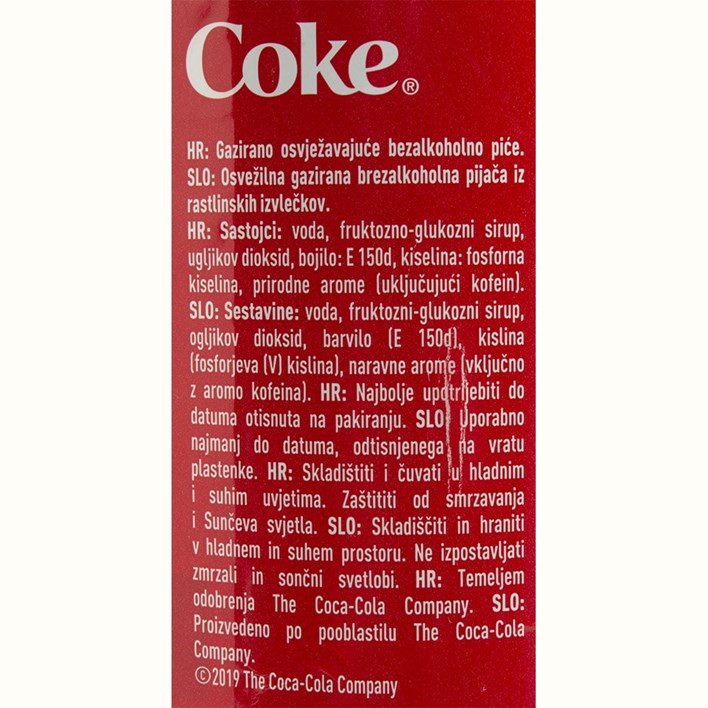 Coke®
HR: Gazirano osvježavajuće bezalkoholno piće.
SLO: Osvežilna gazirana brezalkoholna pijača iz
rastlinskih izvlečkov.
HR: Sastojci: voda, fruktozno-glukozni sirup,
ugljikov dioksid, bojilo: E 150d, kiselina: fosforna
kiselina, prirodne arome (uključujući kofein).
SLO: Sestavine: voda, fruktozni-glukozni sirup,
ogljikov dioksid, barvilo (E 150d), kislina
(fosforjeva (V) kislina), naravne arome (vključno
z aromo kofeina). HR: Najbolje upotrijebiti do
datuma otisnuta na pakiranju. SLO: Uporabno
najmanj do datuma, odtisnjenega na vratu
plastenke. HR: Skladištiti i čuvati u hladnim
i suhim uvjetima. Zaštititi od smrzavanja
i Sunčeva svjetla. SLO: Skladiščiti in hraniti
v hladnem in suhem prostoru. Ne izpostavljati
zmrzali in sončni svetlobi. HR: Temeljem
odobrenja The Coca-Cola Company. SLO:
Proizvedeno po pooblastilu The Coca-Cola
Company.
©2019 The Coca-Cola Company